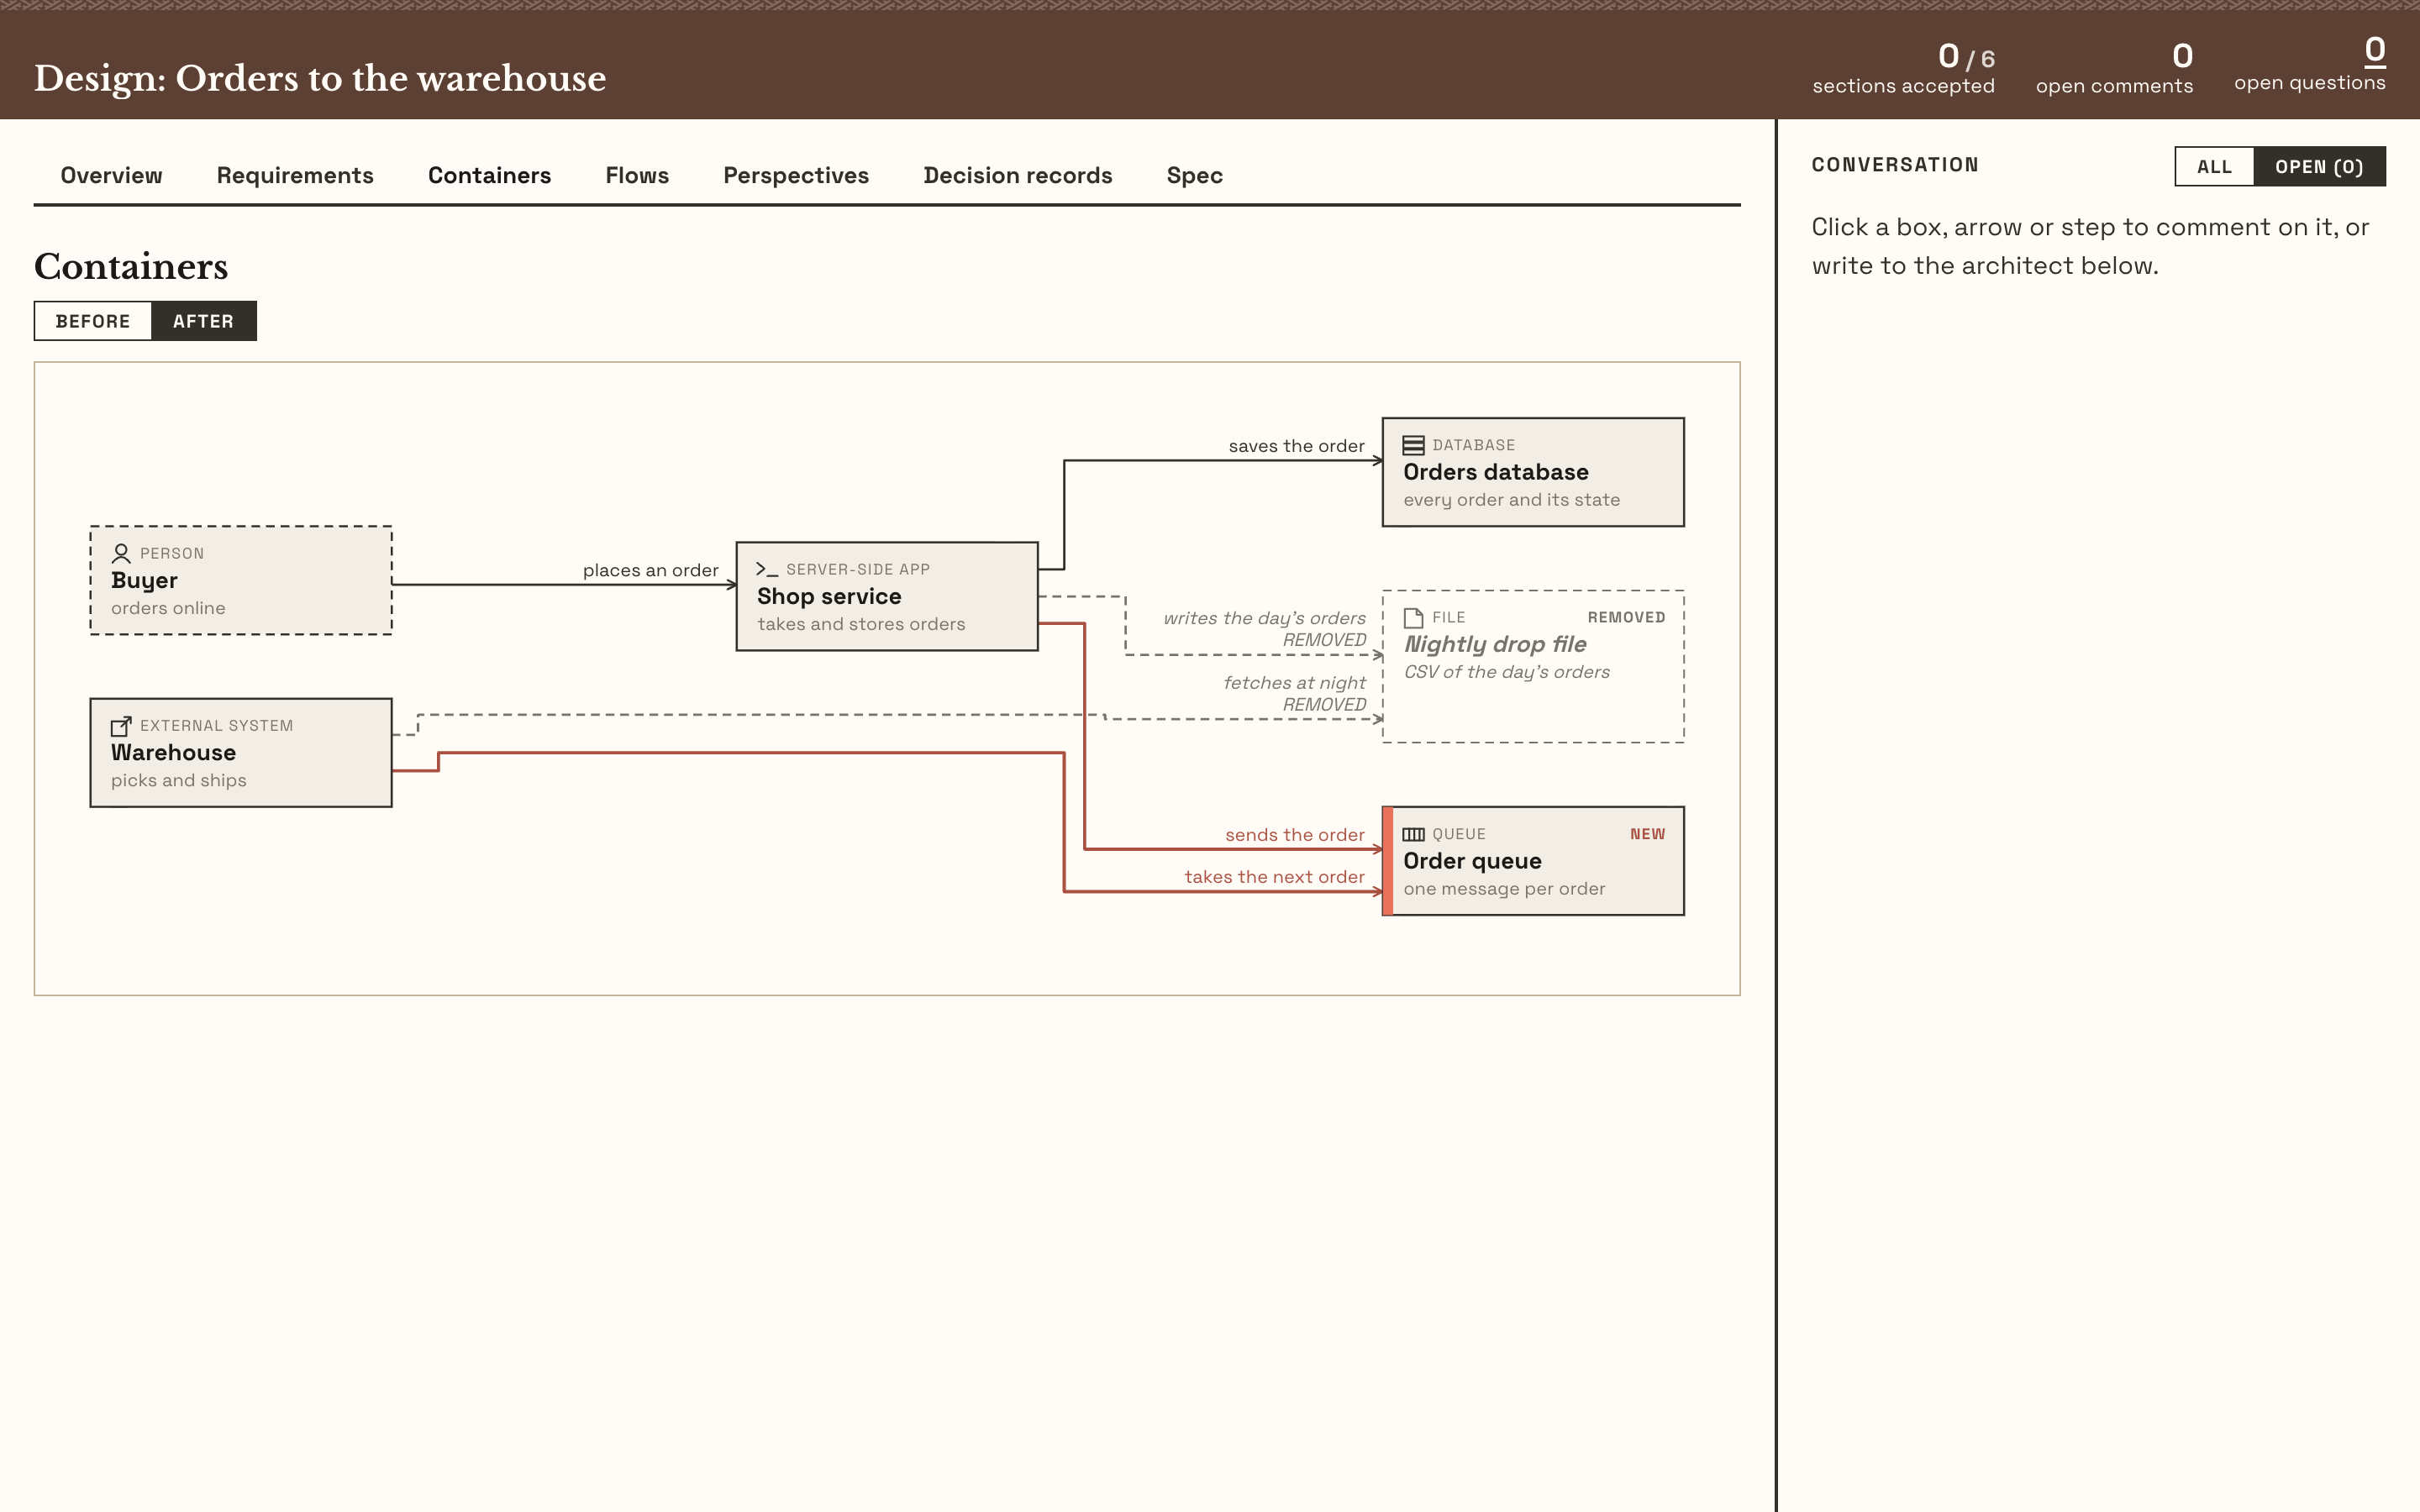 Design: Orders to the warehouse
0 / 6
sections accepted
0
open comments
0
open questions
Overview
Requirements
Containers
Flows
Perspectives
Decision records
Spec
Containers
BEFORE
AFTER
DATABASE
Orders database
every order and its state
saves the order
PERSON
Buyer
orders online
places an order
SERVER-SIDE APP
Shop service
takes and stores orders
writes the day's orders
REMOVED
FILE
REMOVED
Nightly drop file
CSV of the day's orders
fetches at night
REMOVED
EXTERNAL SYSTEM
Warehouse
picks and ships
sends the order
takes the next order
QUEUE
NEW
Order queue
one message per order
CONVERSATION
ALL
OPEN (0)
Click a box, arrow or step to comment on it, or
write to the architect below.